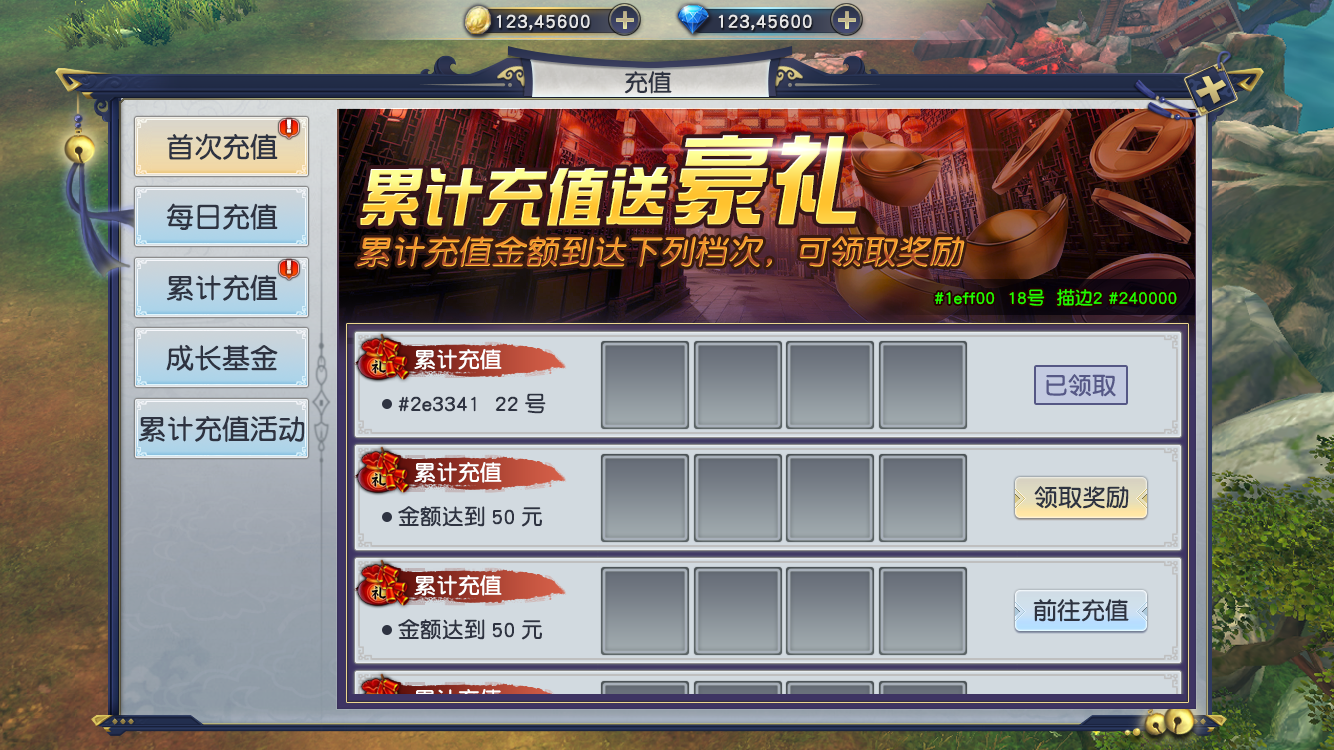 123,45600
123,45600
充值
首次充值
每日充值
累计充值
成长基金
累计充值活动
累计充值送豪礼
累计充值金额到达下列档次，可领取奖励
#1eff00 18号 描边2 #240000
礼
累计充值
#2e3341 22 号
已领取
礼
累计充值
金额达到 50 元
领取奖励
礼
累计充值
金额达到 50 元
前往充值
累计充值